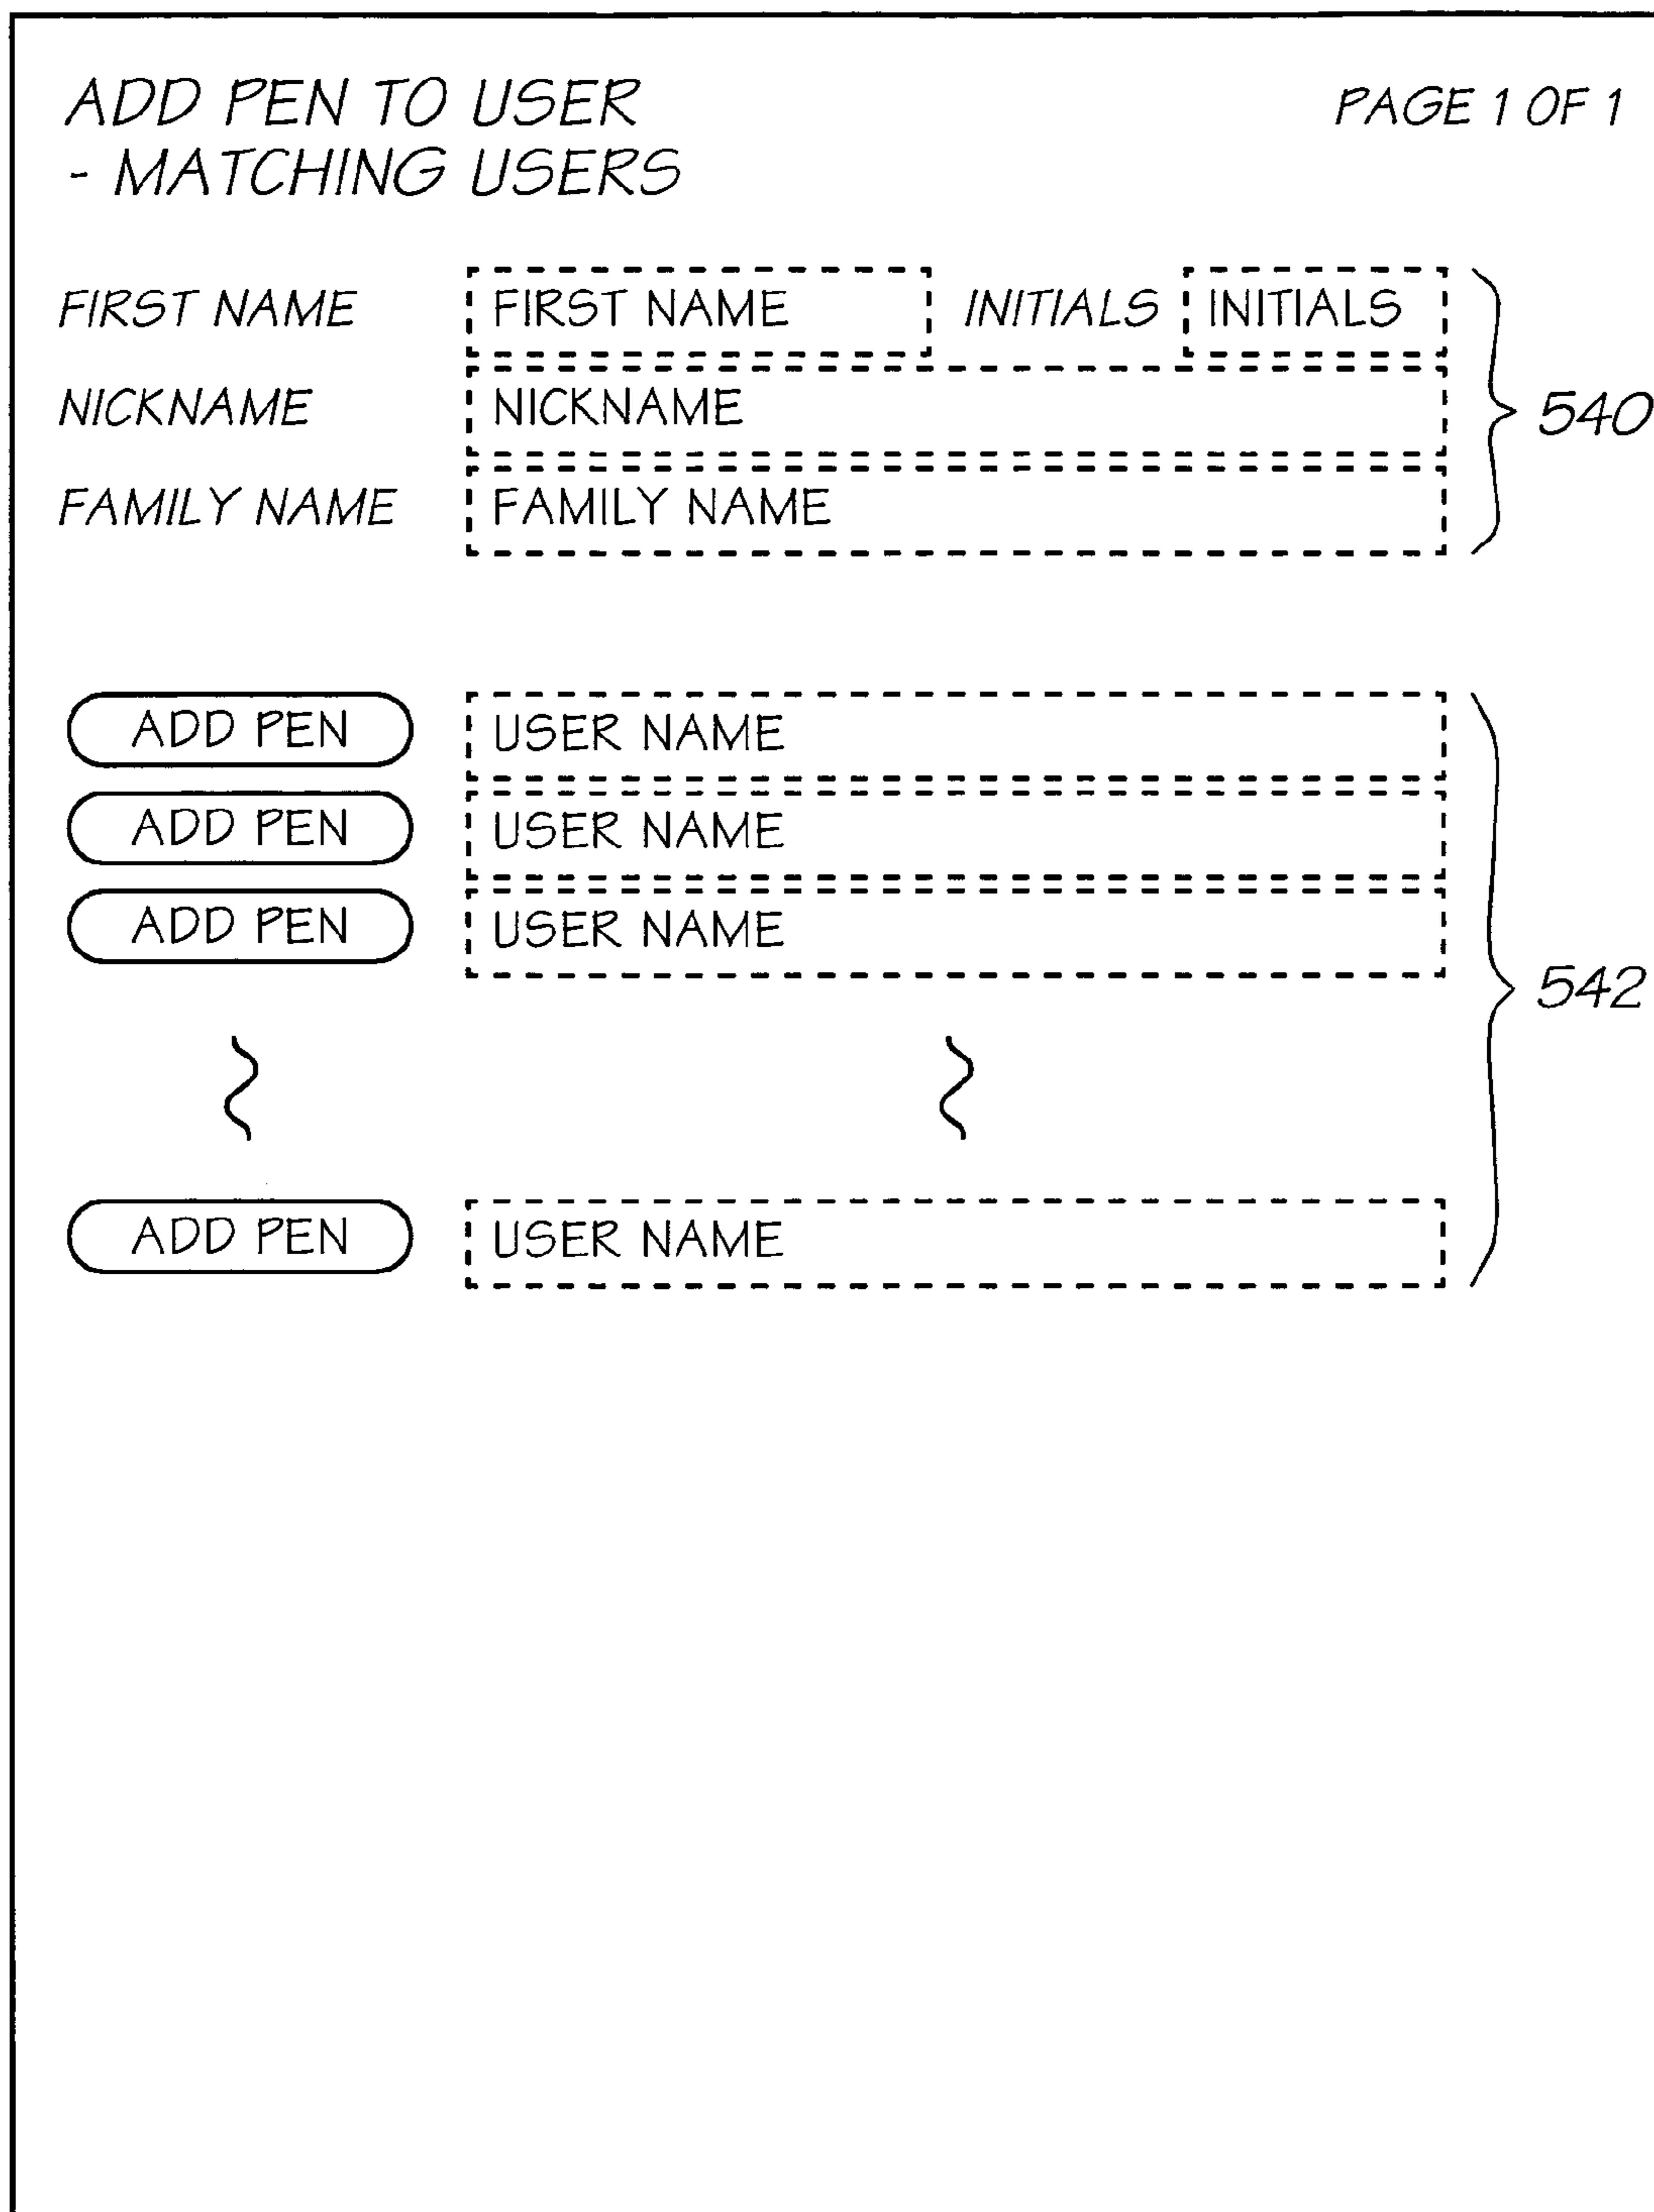 ADD PEN TO USER PAGE 1 OF 1
- MATCHING USERS
FIRST NAME FIRST NAME INITIALS INITIALS
NICKNAME NICKNAME
540
FAMILY NAME FAMILY NAME
ADD PEN USER NAME
ADD PEN USER NAME
ADD PEN USER NAME
542
ADD PEN USER NAME